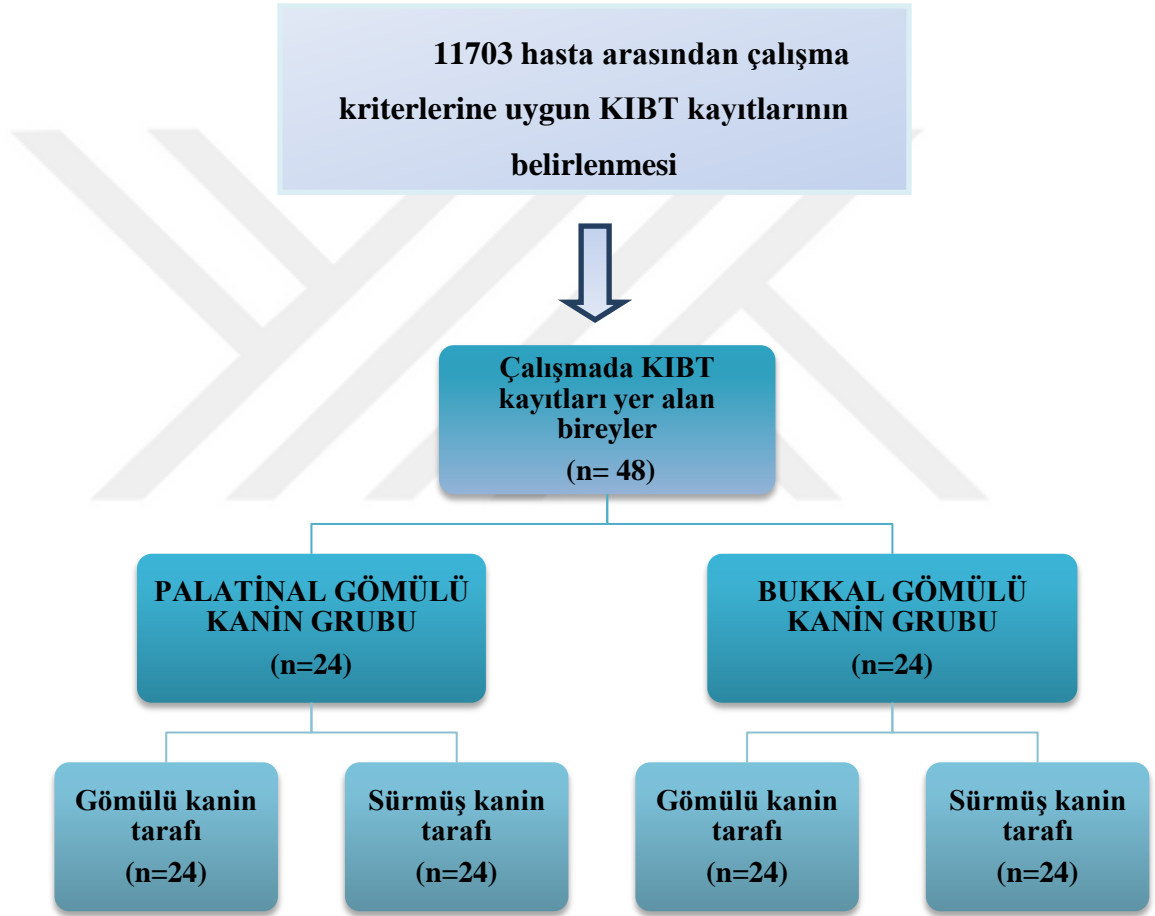 11703 hasta arasından çalışma
kriterlerine uygun KIBT kayıtlarının
belirlenmesi
Çalışmada KIBT
kayıtları yer alan
bireyler
(n= 48)
PALATİNAL GÖMÜLÜ
KANİN GRUBU
(n=24)
BUKKAL GÖMÜLÜ
KANİN GRUBU
(n=24)
Gömülü kanin
tarafı
(n=24)
Sürmüş kanin
tarafı
(n=24)
Gömülü kanin
tarafı
(n=24)
Sürmüş kanin
tarafı
(n=24)